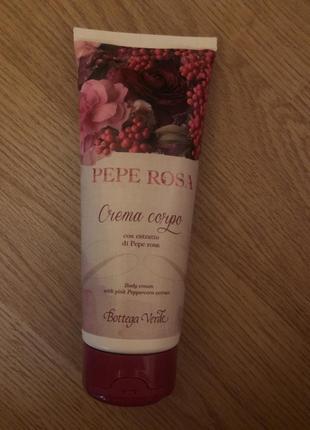 PEPE ROSA
Crema corpo
con estratto
di Pepe rosa
Body cream
with pink Peppercorn extract
Bottega Verde